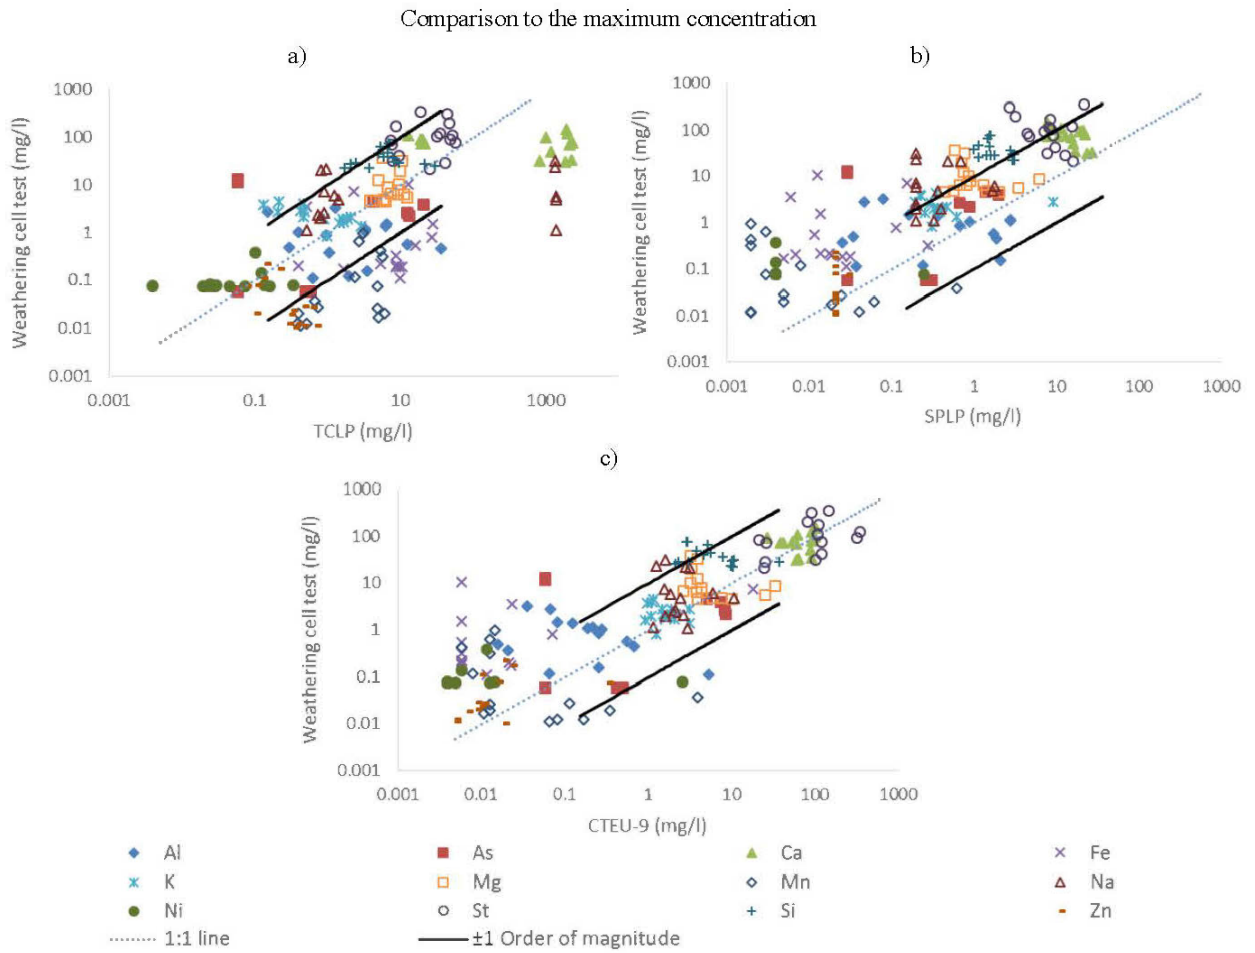 Comparison to the maximum concentration
a)
Weathering cell test (mg/l)
1000
100
10
1
0.1
0.01
0.001
0.001
0.1
10
1000
TCLP (mg/l)
b)
Weathering cell test (mg/l)
1000
100
10
1
0.1
0.01
0.001
0.001
0.01
0.1
1
10
100
1000
SPLP (mg/l)
c)
Weathering cell test (mg/l)
1000
100
10
1
0.1
0.01
0.001
0.001
0.01
0.1
1
10
100
1000
CTEU-9 (mg/l)
Al As Ca Fe
K Mg Mn Na
Ni St Si Zn
1:1 line ±1 Order of magnitude